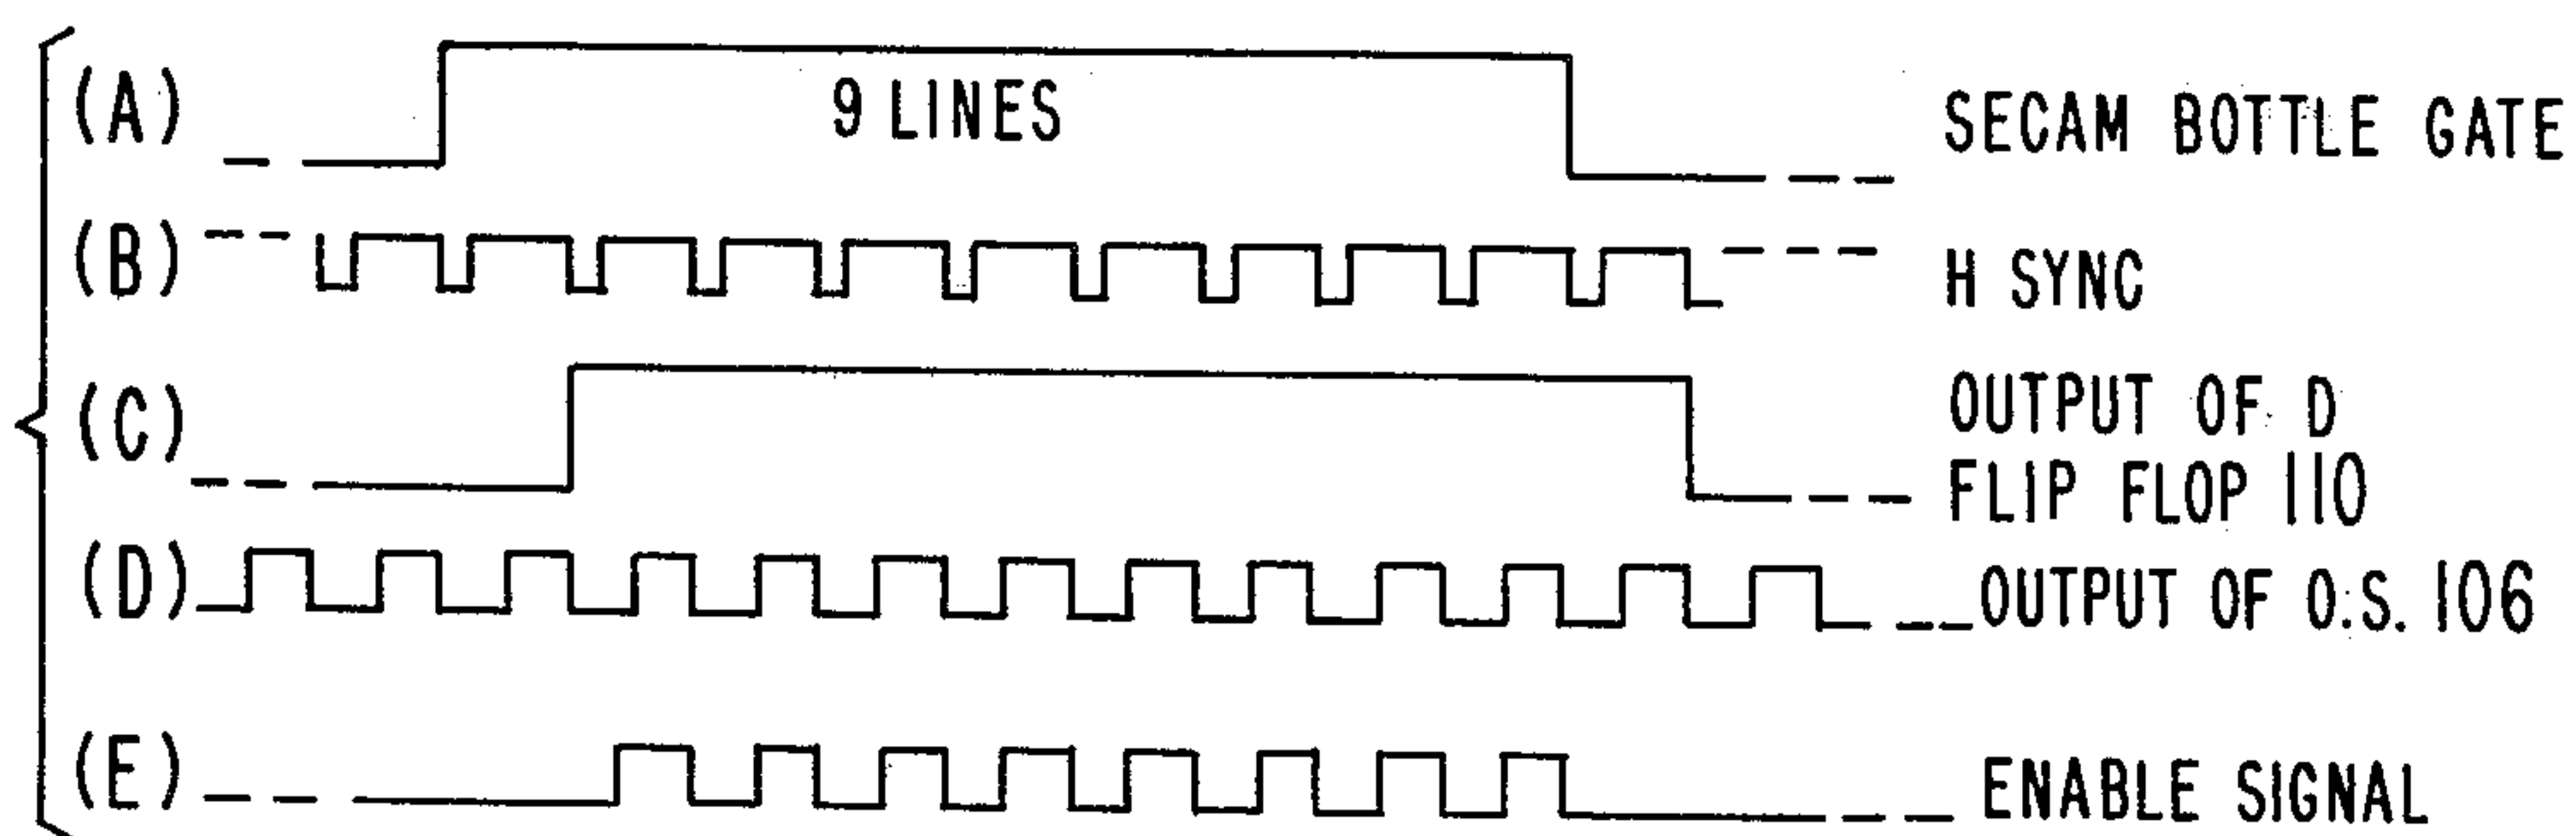 (A) 9 LINES SECAM BOTTLE GATE
(B) H SYNC
(C) OUTPUT OF D
FLIP FLOP 110
(D) OUTPUT OF O.S. 106
(E) ENABLE SIGNAL